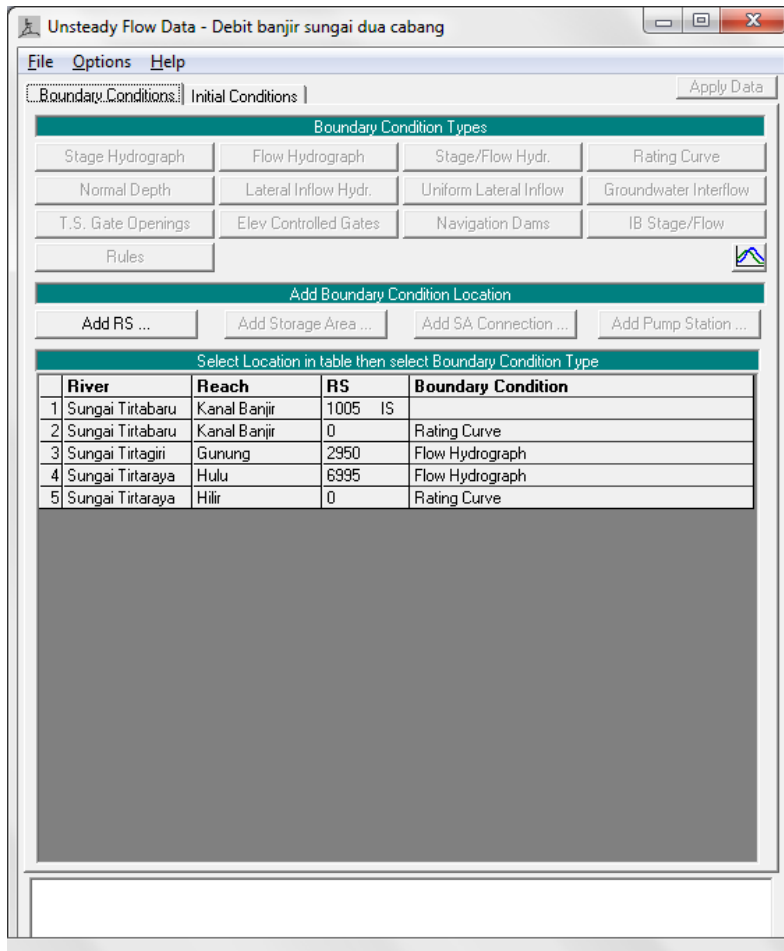 Unsteady Flow Data - Debit banjir sungai dua cabang
File Options Help
Boundary Conditions Initial Conditions Apply Data
Boundary Condition Types
Stage Hydrograph Flow Hydrograph Stage/Flow Hydr. Rating Curve
Normal Depth Lateral Inflow Hydr. Uniform Lateral Inflow Groundwater Interflow
T.S. Gate Openings Elev Controlled Gates Navigation Dams IB Stage/Flow
Rules
Add Boundary Condition Location
Add RS ... Add Storage Area ... Add SA Connection ... Add Pump Station ...
Select Location in table then select Boundary Condition Type
River Reach RS Boundary Condition
1 Sungai Tirtabaru Kanal Banjir 1005 IS
2 Sungai Tirtabaru Kanal Banjir 0 Rating Curve
3 Sungai Tirtagiri Gunung 2950 Flow Hydrograph
4 Sungai Tirtaraya Hulu 6995 Flow Hydrograph
5 Sungai Tirtaraya Hilir 0 Rating Curve